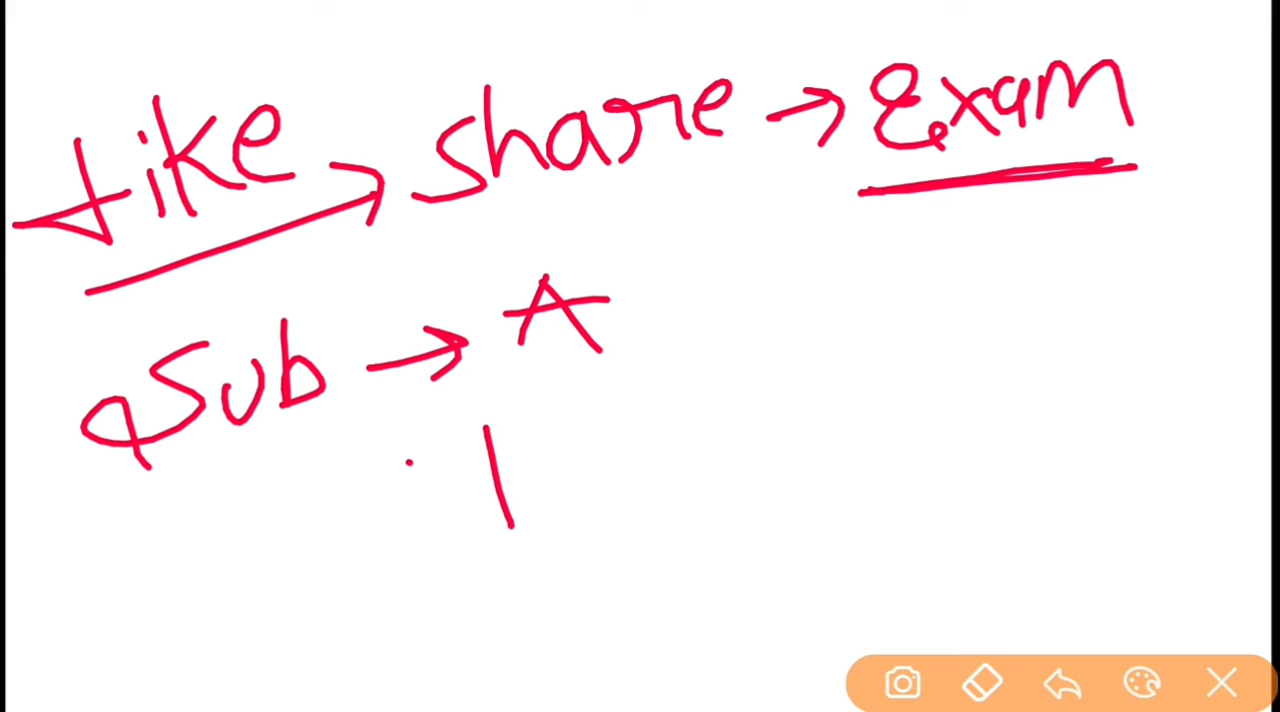 Like → Share → Exam
Sub → A